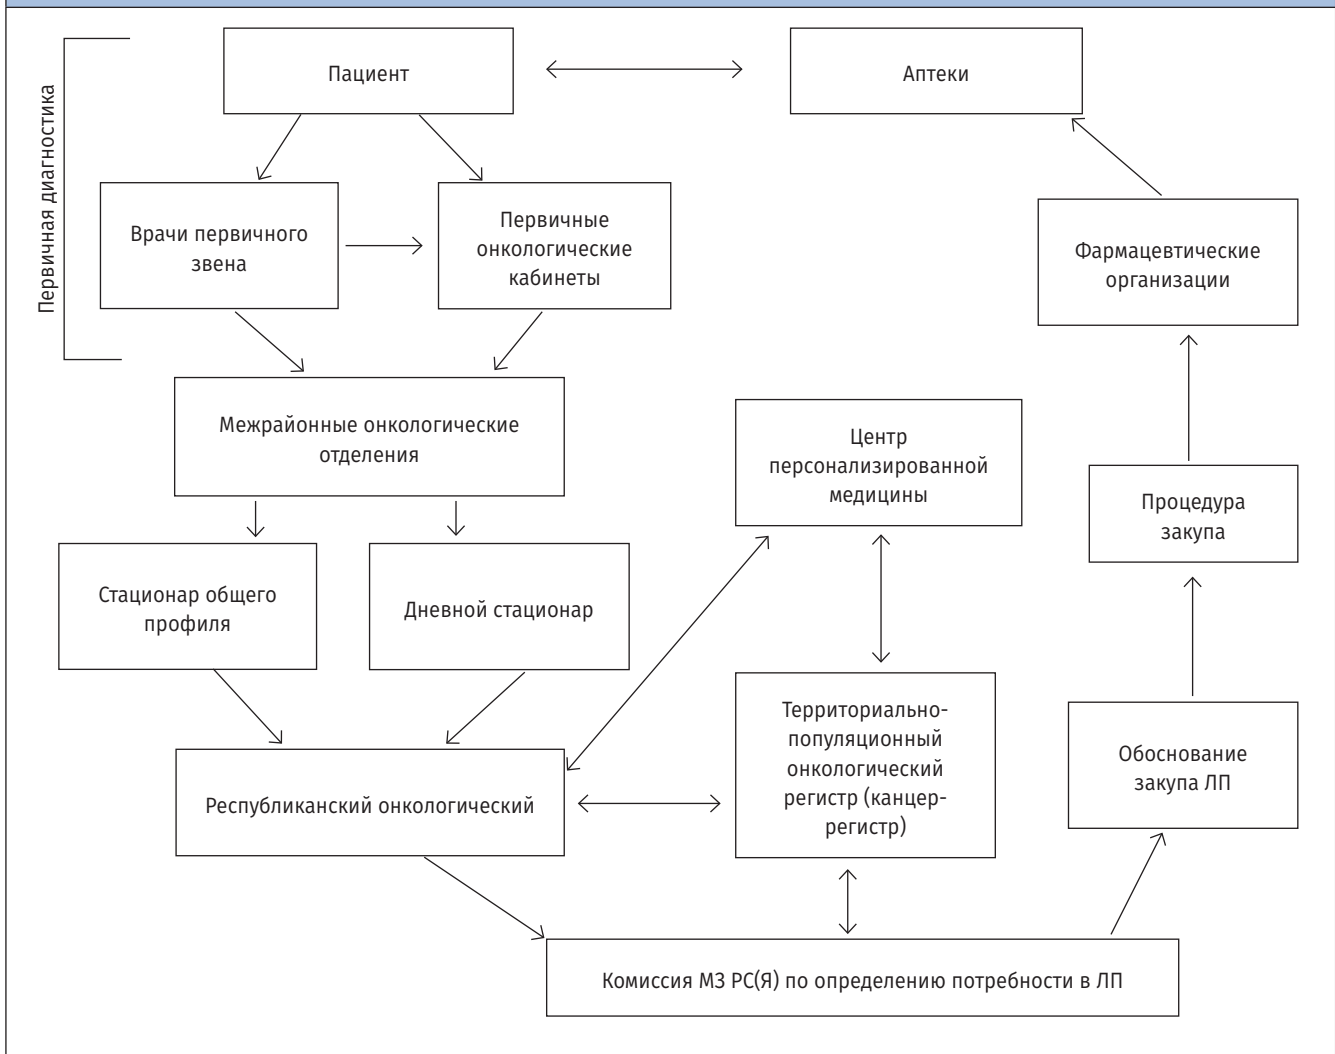 Первичная диагностика
Пациент
Аптеки
Врачи первичного
звена
Первичные
онкологические
кабинеты
Фармацевтические
организации
Межрайонные онкологические
отделения
Центр
персонализированной
медицины
Процедура
закупа
Стационар общего
профиля
Дневной стационар
Территориально-
популяционный
онкологический
регистр (канцер-
регистр)
Обоснование
закупа ЛП
Республиканский онкологический
Комиссия МЗ РС(Я) по определению потребности в ЛП